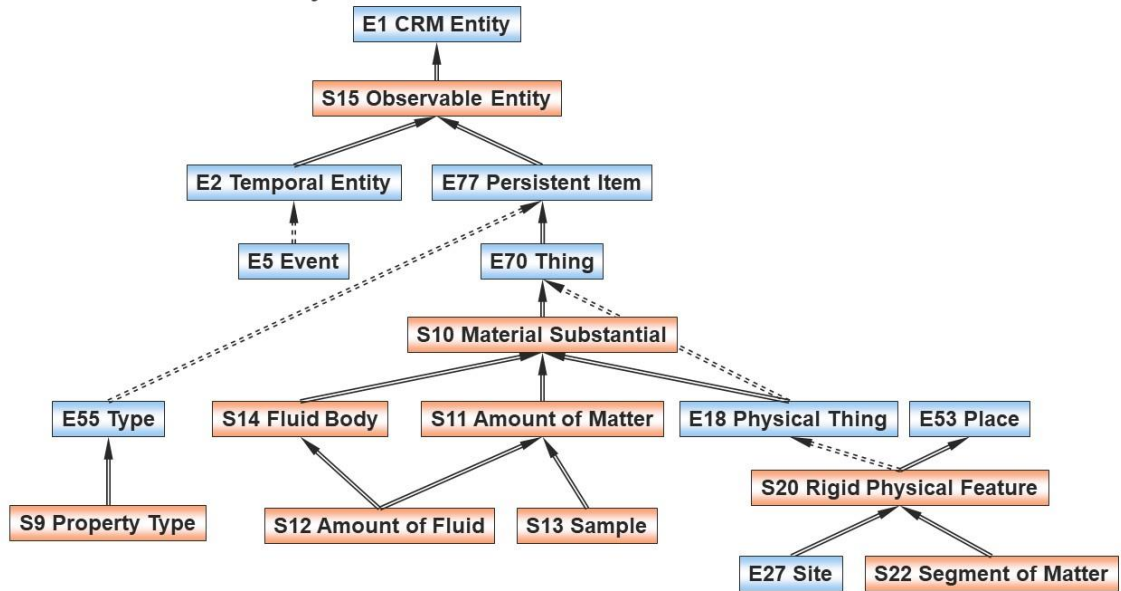 E1 CRM Entity
S15 Observable Entity
E2 Temporal Entity
E77 Persistent Item
E5 Event
E70 Thing
S10 Material Substantial
E55 Type
S14 Fluid Body
S11 Amount of Matter
E18 Physical Thing
E53 Place
S20 Rigid Physical Feature
S9 Property Type
S12 Amount of Fluid
S13 Sample
E27 Site
S22 Segment of Matter